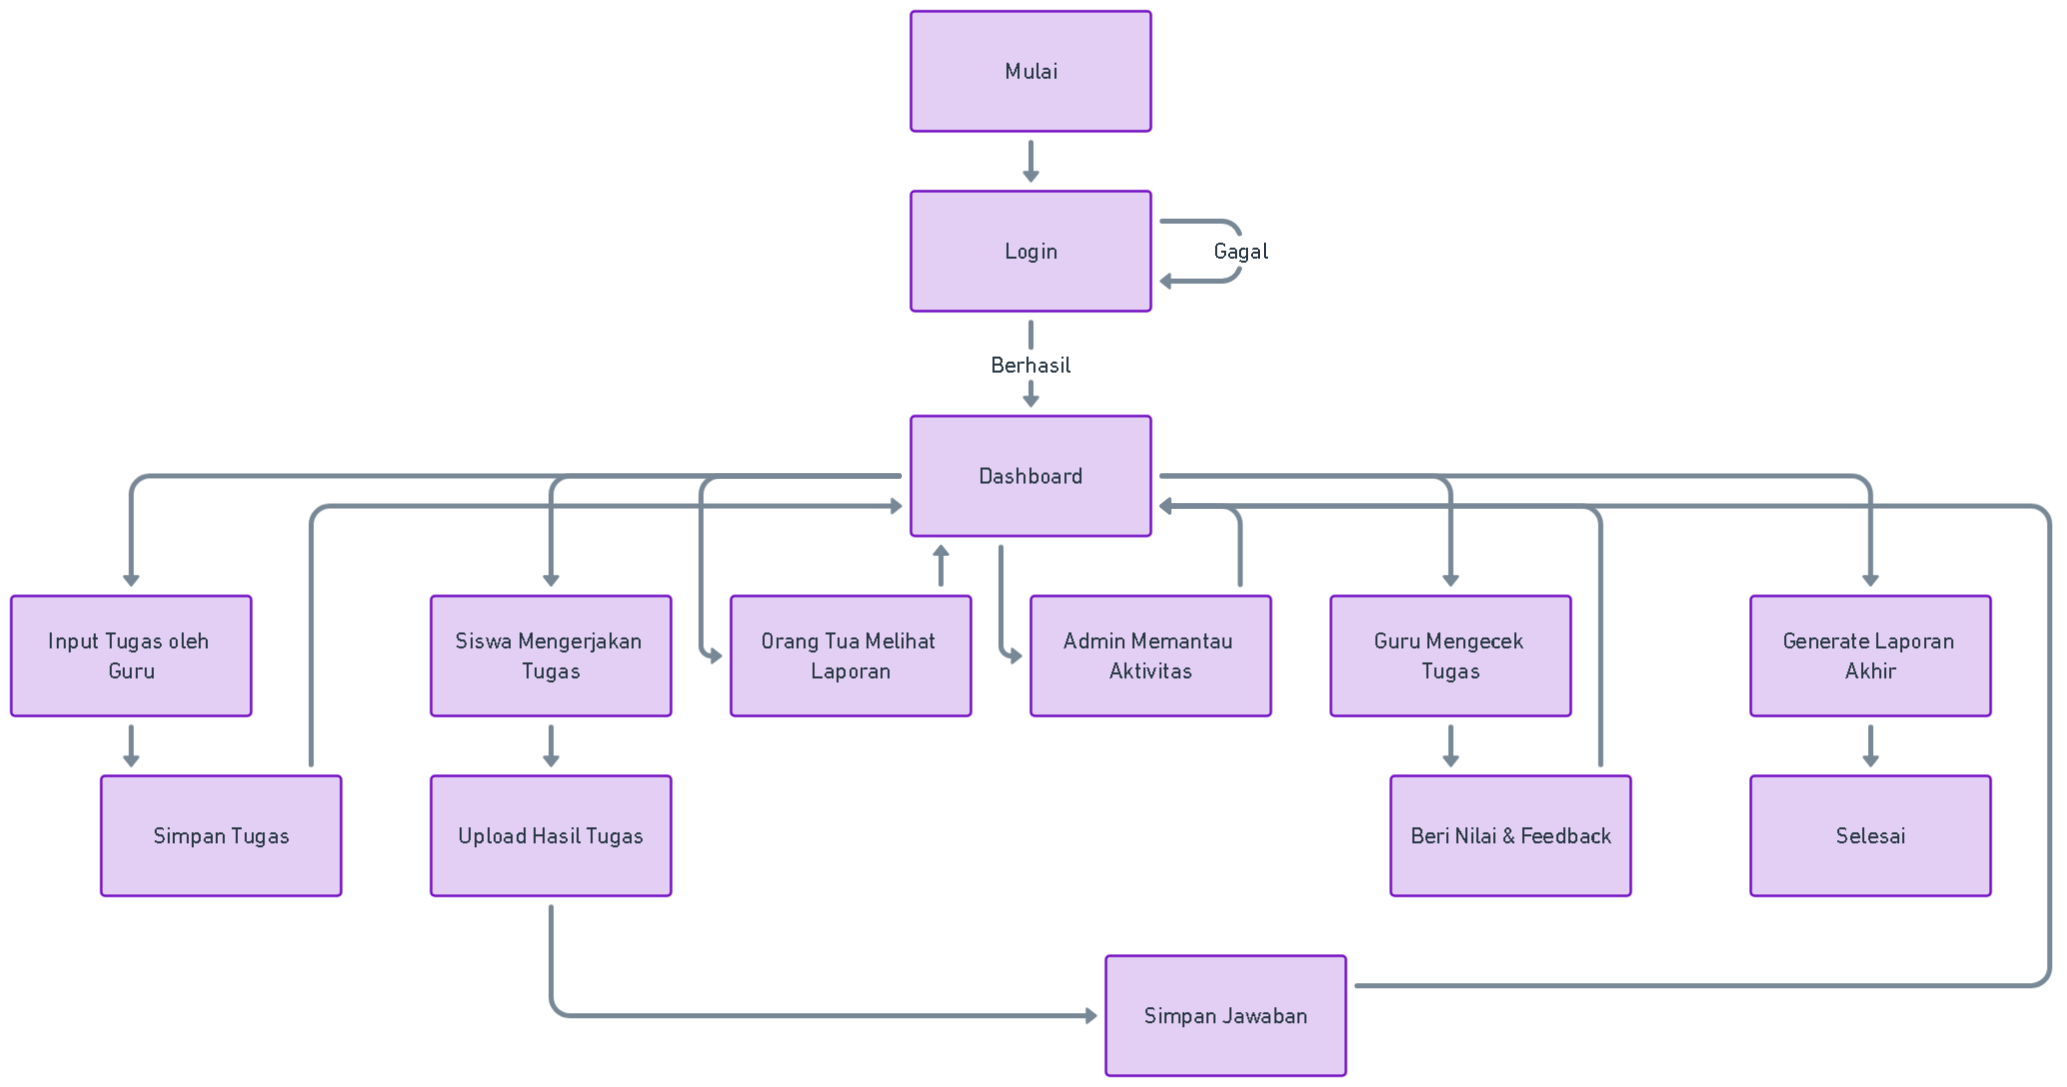 Mulai
Login
Gagal
Berhasil
Dashboard
Input Tugas oleh
Guru
Siswa Mengerjakan
Tugas
Orang Tua Melihat
Laporan
Admin Memantau
Aktivitas
Guru Mengecek
Tugas
Generate Laporan
Akhir
Simpan Tugas
Upload Hasil Tugas
Beri Nilai & Feedback
Selesai
Simpan Jawaban